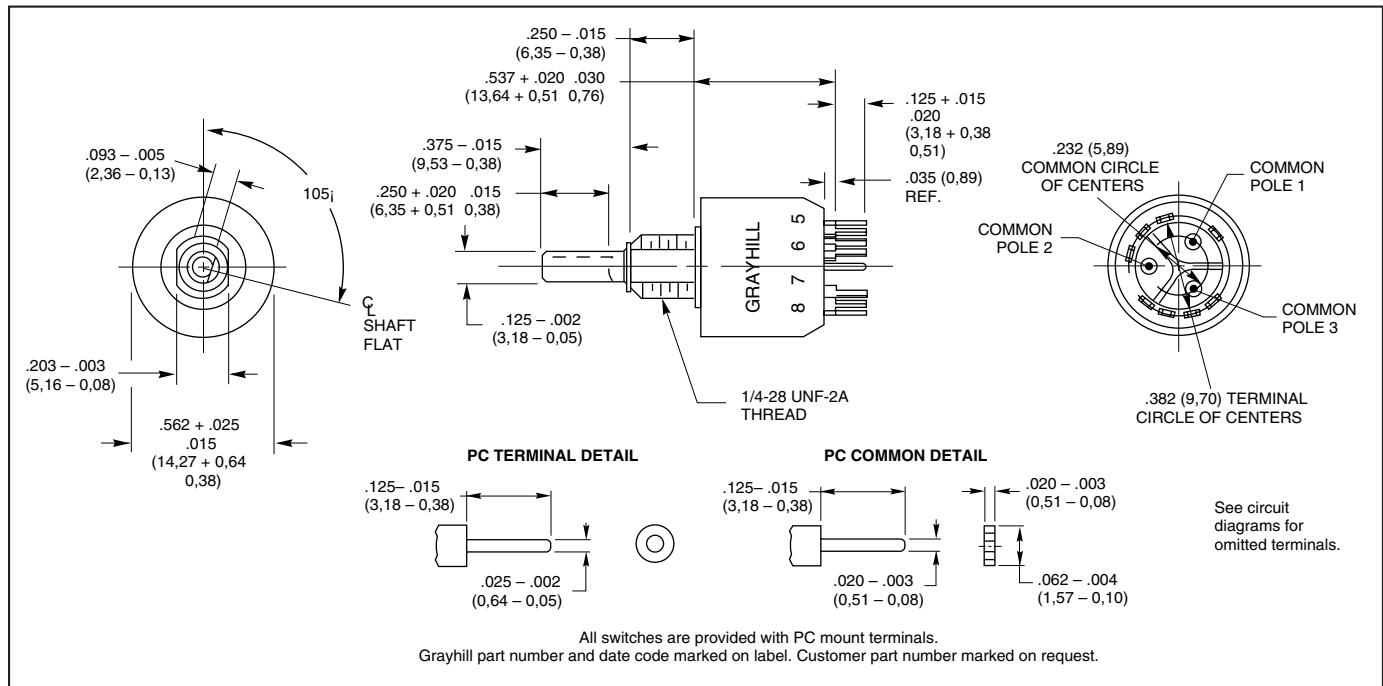 .250 – .015
(6,35 – 0,38)
.537 + .020 .030
(13,64 + 0,51 0,76)
.125 + .015
.020
(3,18 + 0,38
0,51)
.375 – .015
(9,53 – 0,38)
.035 (0,89)
REF.
.250 + .020 .015
(6,35 + 0,51 0,38)
.093 – .005
(2,36 – 0,13)
105¡
CL
SHAFT
FLAT
.203 – .003
(5,16 – 0,08)
.562 + .025
.015
(14,27 + 0,64
0,38)
.125 – .002
(3,18 – 0,05)
GRAYHILL
5
6
7
8
1/4-28 UNF-2A
THREAD
.232 (5,89)
COMMON CIRCLE
OF CENTERS
COMMON
POLE 1
COMMON
POLE 2
COMMON
POLE 3
.382 (9,70) TERMINAL
CIRCLE OF CENTERS
PC TERMINAL DETAIL
.125– .015
(3,18 – 0,38)
.025 – .002
(0,64 – 0,05)
PC COMMON DETAIL
.125– .015
(3,18 – 0,38)
.020 – .003
(0,51 – 0,08)
.020 – .003
(0,51 – 0,08)
.062 – .004
(1,57 – 0,10)
See circuit
diagrams for
omitted terminals.
All switches are provided with PC mount terminals.
Grayhill part number and date code marked on label. Customer part number marked on request.